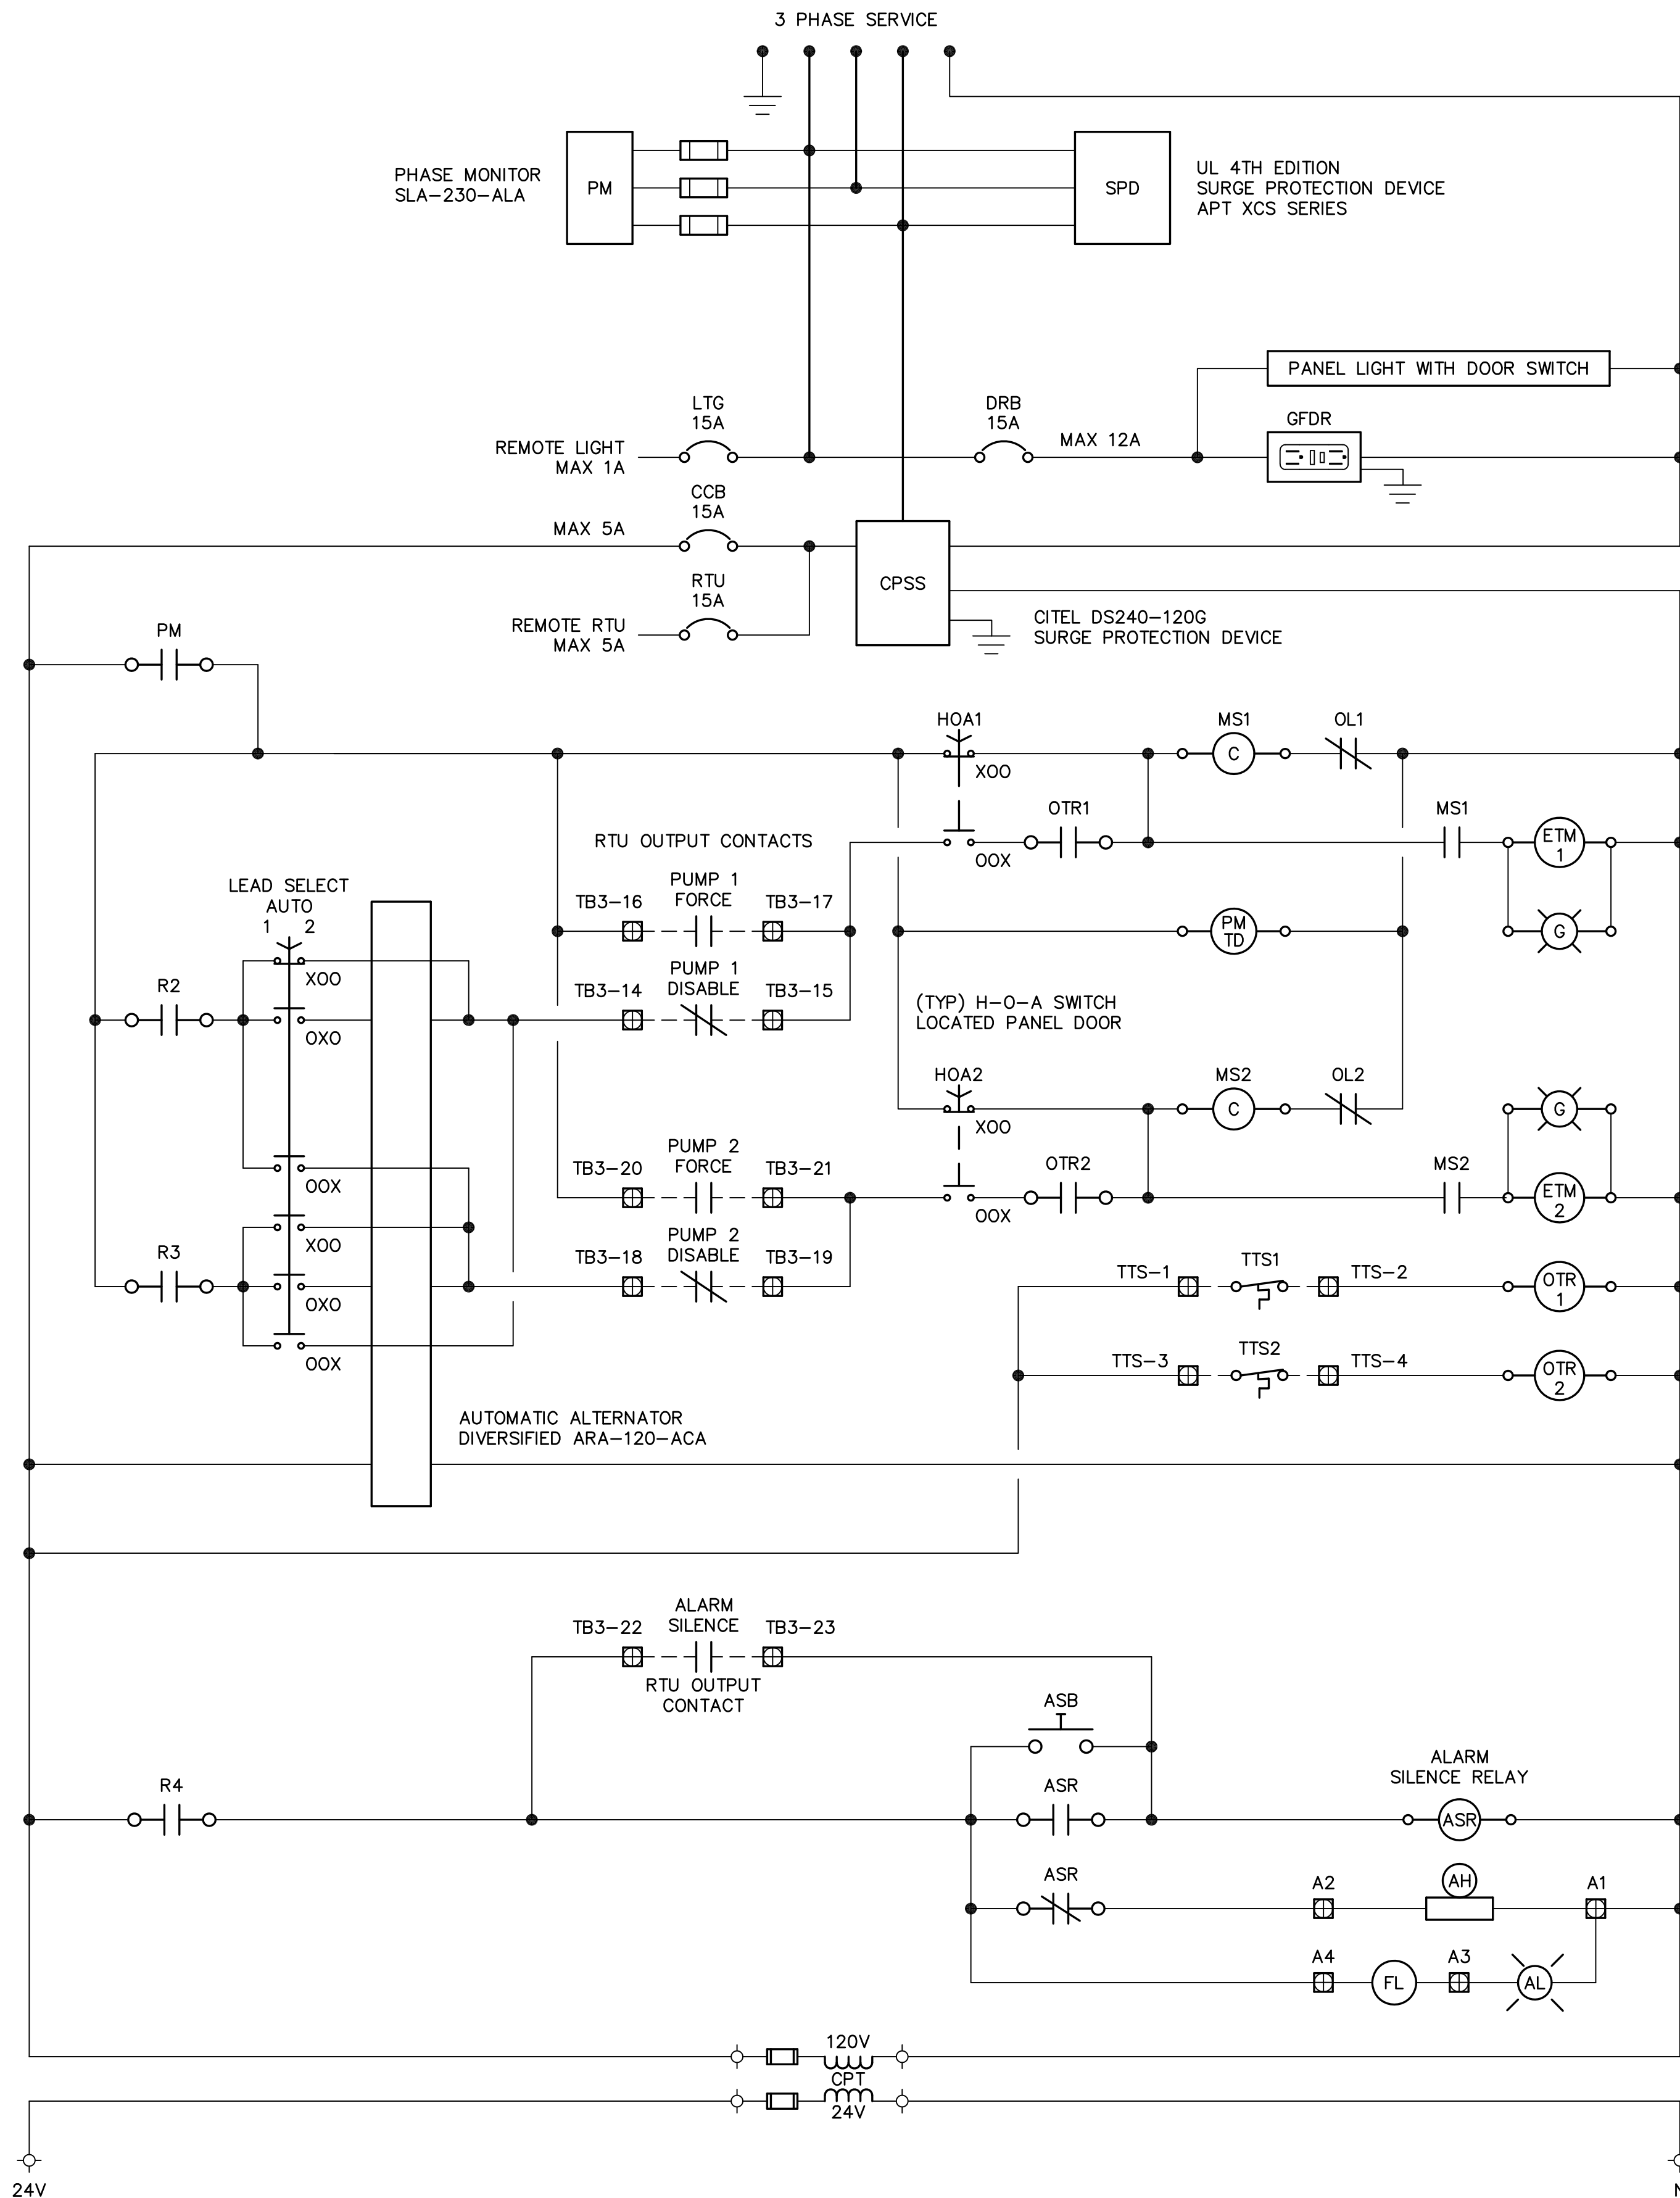 3 PHASE SERVICE
PHASE MONITOR
SLA-230-ALA
PM
SPD
UL 4TH EDITION
SURGE PROTECTION DEVICE
APT XCS SERIES
PANEL LIGHT WITH DOOR SWITCH
LTG
15A
REMOTE LIGHT
MAX 1A
DRB
15A
MAX 12A
GFDR
CCB
15A
MAX 5A
CPSS
RTU
15A
REMOTE RTU
MAX 5A
CITEL DS240-120G
SURGE PROTECTION DEVICE
PM
HOA1
XOO
MS1
C
OL1
OTR1
OOX
MS1
ETM
1
RTU OUTPUT CONTACTS
LEAD SELECT
AUTO
1 2
TB3-16
PUMP 1
FORCE
TB3-17
PM
TD
G
XOO
R2
OXO
TB3-14
PUMP 1
DISABLE
TB3-15
(TYP) H-O-A SWITCH
LOCATED PANEL DOOR
HOA2
XOO
MS2
C
OL2
G
OOX
TB3-20
PUMP 2
FORCE
TB3-21
OTR2
OOX
MS2
ETM
2
XOO
R3
OXO
TB3-18
PUMP 2
DISABLE
TB3-19
TTS-1
TTS1
TTS-2
OTR
1
OOX
TTS-3
TTS2
TTS-4
OTR
2
AUTOMATIC ALTERNATOR
DIVERSIFIED ARA-120-ACA
TB3-22
ALARM
SILENCE
TB3-23
RTU OUTPUT
CONTACT
ASB
R4
ASR
ALARM
SILENCE RELAY
ASR
ASR
A2
AH
A1
A4
FL
A3
AL
120V
CPT
24V
24V